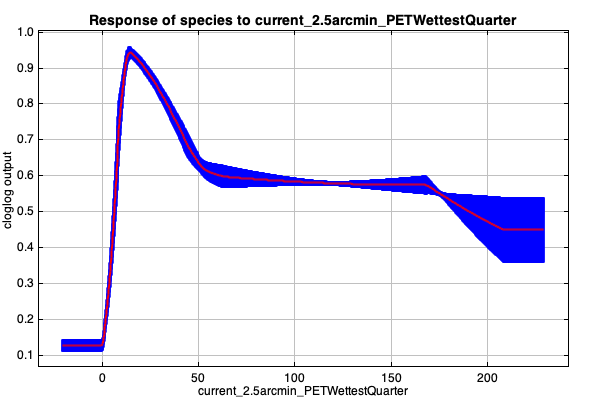 Response of species to current_2.5arcmin_PETWettestQuarter
1.0
0.9
0.8
0.7
0.6
0.5
0.4
0.3
0.2
0.1
cloglog output
0 50 100 150 200
current_2.5arcmin_PETWettestQuarter